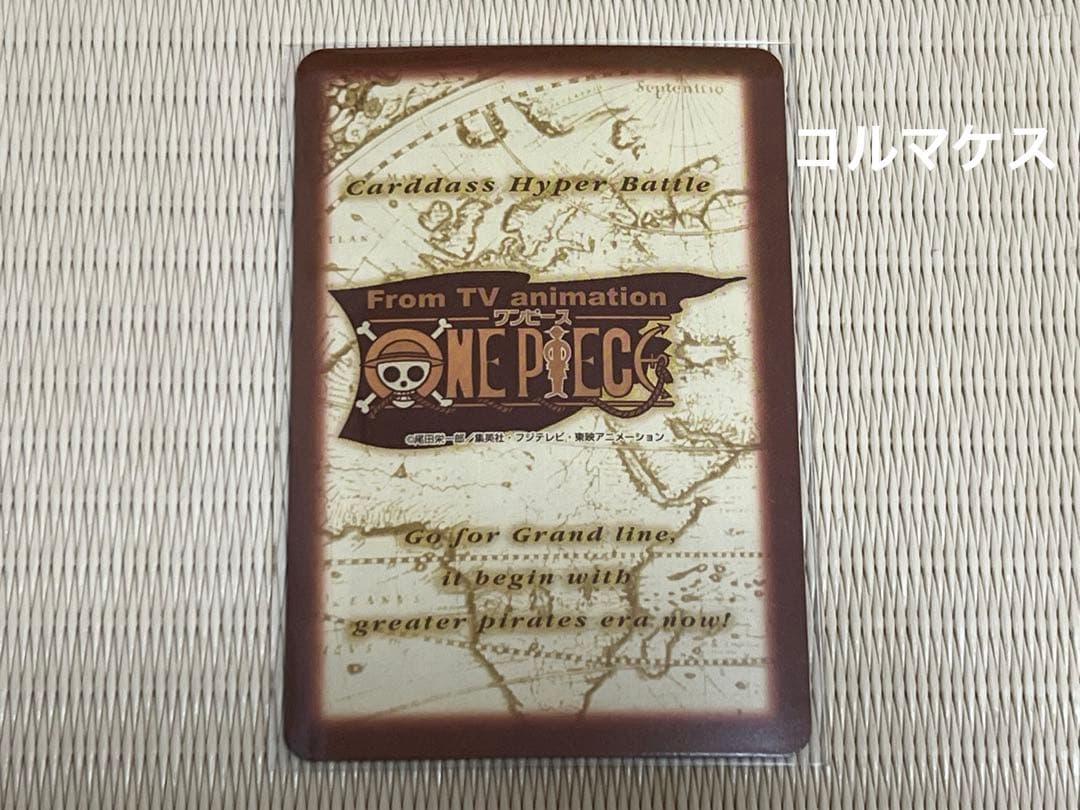 Septentrio
コルマケス
Carddass Hyper Battle
From TV animation
ワンピース
ONE PIECE
©尾田栄一郎/集英社・フジテレビ・東映アニメーション
Go for Grand line,
it begin with
greater pirates era now!